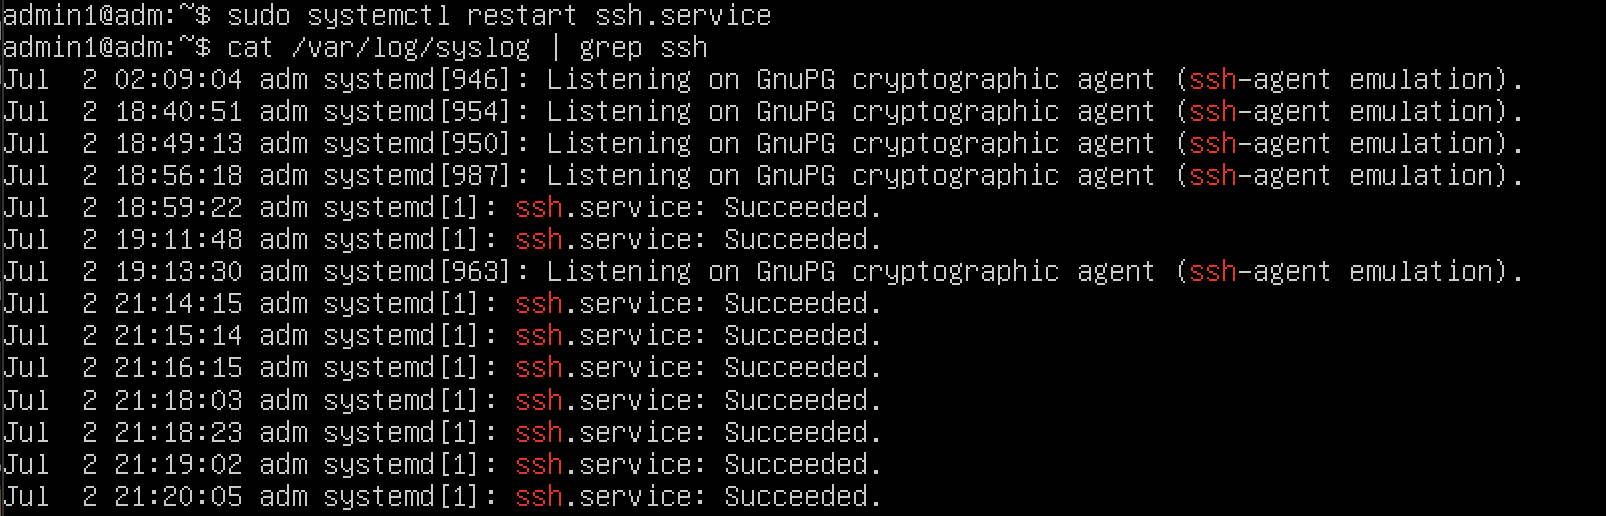 admin1@adm:~$ sudo systemctl restart ssh.service
admin1@adm:~$ cat /var/log/syslog | grep ssh
Jul  2 02:09:04 adm systemd[946]: Listening on GnuPG cryptographic agent (ssh-agent emulation).
Jul  2 18:40:51 adm systemd[954]: Listening on GnuPG cryptographic agent (ssh-agent emulation).
Jul  2 18:49:13 adm systemd[950]: Listening on GnuPG cryptographic agent (ssh-agent emulation).
Jul  2 18:56:18 adm systemd[987]: Listening on GnuPG cryptographic agent (ssh-agent emulation).
Jul  2 18:59:22 adm systemd[1]: ssh.service: Succeeded.
Jul  2 19:11:48 adm systemd[1]: ssh.service: Succeeded.
Jul  2 19:13:30 adm systemd[963]: Listening on GnuPG cryptographic agent (ssh-agent emulation).
Jul  2 21:14:15 adm systemd[1]: ssh.service: Succeeded.
Jul  2 21:15:14 adm systemd[1]: ssh.service: Succeeded.
Jul  2 21:16:15 adm systemd[1]: ssh.service: Succeeded.
Jul  2 21:18:03 adm systemd[1]: ssh.service: Succeeded.
Jul  2 21:18:23 adm systemd[1]: ssh.service: Succeeded.
Jul  2 21:19:02 adm systemd[1]: ssh.service: Succeeded.
Jul  2 21:20:05 adm systemd[1]: ssh.service: Succeeded.